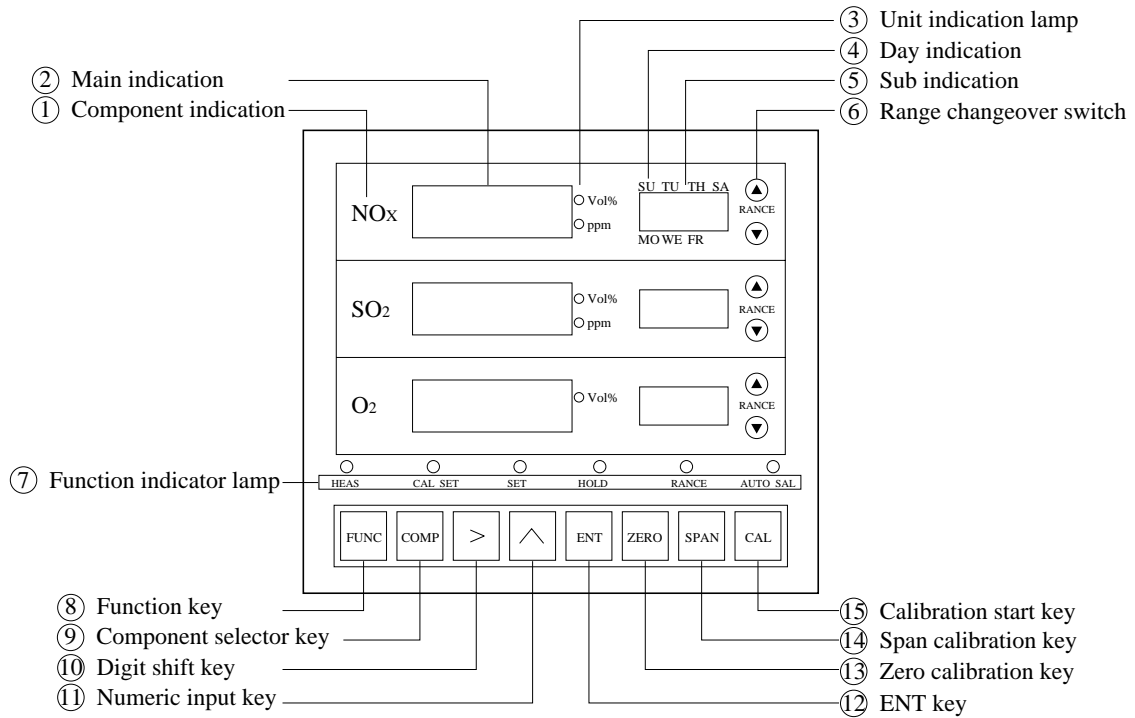 ③ Unit indication lamp
④ Day indication
② Main indication
⑤ Sub indication
① Component indication
⑥ Range changeover switch
SU TU TH SA
NOX
Vol%
ppm
RANCE
MO WE FR
SO2
Vol%
ppm
RANCE
O2
Vol%
RANCE
⑦ Function indicator lamp
HEAS CAL SET SET HOLD RANCE AUTO SAL
FUNC COMP > ∧ ENT ZERO SPAN CAL
⑧ Function key
⑨ Component selector key
⑩ Digit shift key
⑪ Numeric input key
⑮ Calibration start key
⑭ Span calibration key
⑬ Zero calibration key
⑫ ENT key